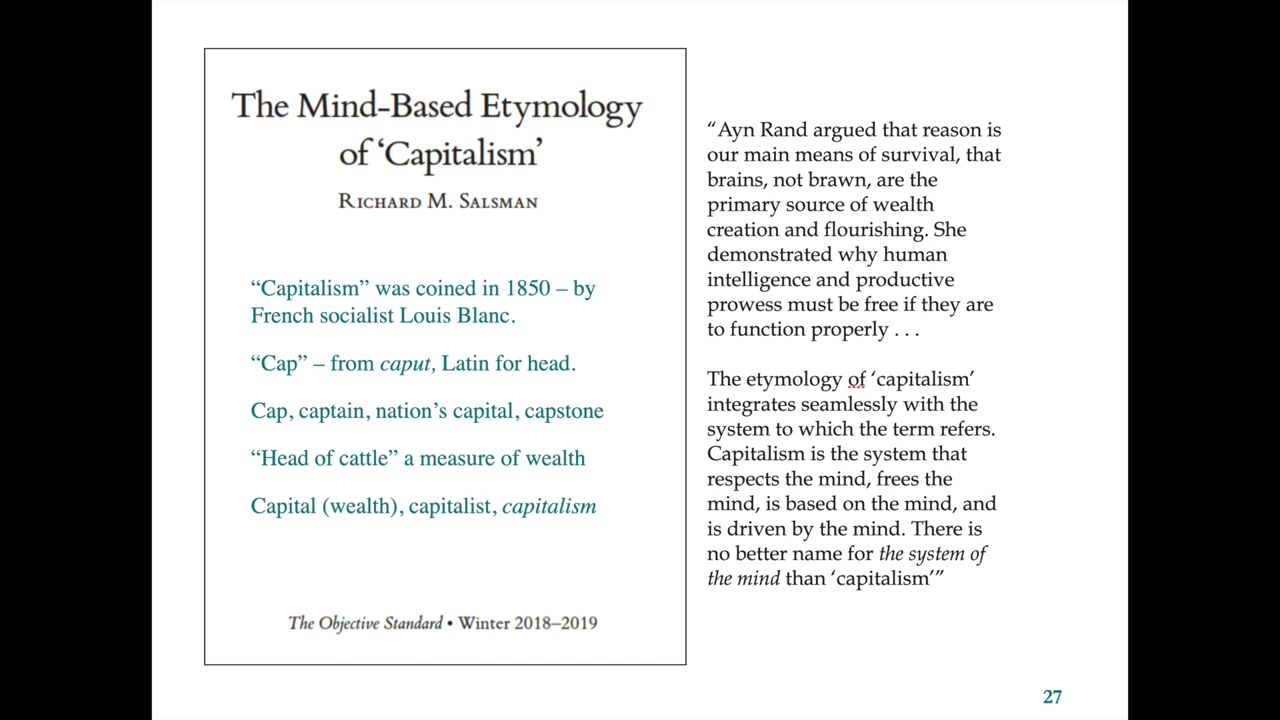 The Mind-Based Etymology
of ‘Capitalism’
Richard M. Salsman
“Capitalism” was coined in 1850 – by
French socialist Louis Blanc.
“Cap” – from caput, Latin for head.
Cap, captain, nation’s capital, capstone
“Head of cattle” a measure of wealth
Capital (wealth), capitalist, capitalism
The Objective Standard • Winter 2018–2019
“Ayn Rand argued that reason is
our main means of survival, that
brains, not brawn, are the
primary source of wealth
creation and flourishing. She
demonstrated why human
intelligence and productive
prowess must be free if they are
to function properly . . .
The etymology of ‘capitalism’
integrates seamlessly with the
system to which the term refers.
Capitalism is the system that
respects the mind, frees the
mind, is based on the mind, and
is driven by the mind. There is
no better name for the system of
the mind than ‘capitalism’”
27